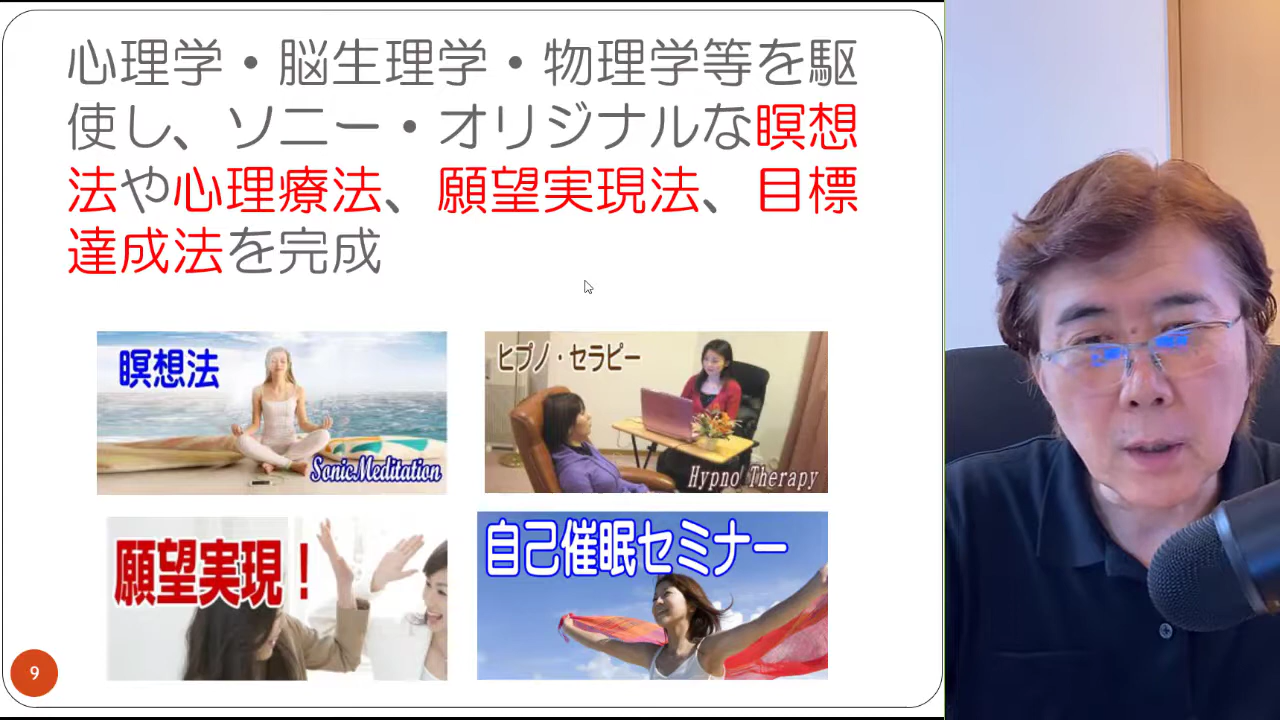 心理学・脳生理学・物理学等を駆
使し、ソニー・オリジナルな瞑想
法や心理療法、願望実現法、目標
達成法を完成
瞑想法
SonicMeditation
ヒプノ・セラピー
Hypno Therapy
願望実現！
自己催眠セミナー
9